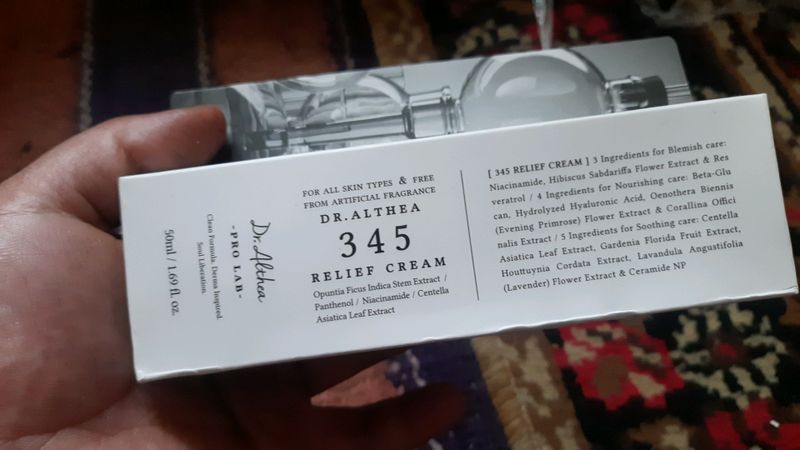 50ml / 1.69 fl. oz.
Clean Formula. Derma Inspired.
Soul Liberation.
Dr.Althea
- PRO LAB -
FOR ALL SKIN TYPES & FREE
FROM ARTIFICIAL FRAGRANCE
DR.ALTHEA
345
RELIEF CREAM
Opuntia Ficus Indica Stem Extract /
Panthenol / Niacinamide / Centella
Asiatica Leaf Extract
[ 345 RELIEF CREAM ] 3 Ingredients for Blemish care:
Niacinamide, Hibiscus Sabdariffa Flower Extract & Res
veratrol / 4 Ingredients for Nourishing care: Beta-Glu
can, Hydrolyzed Hyaluronic Acid, Oenothera Biennis
(Evening Primrose) Flower Extract & Corallina Offici
nalis Extract / 5 Ingredients for Soothing care: Centella
Asiatica Leaf Extract, Gardenia Florida Fruit Extract,
Houttuynia Cordata Extract, Lavandula Angustifolia
(Lavender) Flower Extract & Ceramide NP